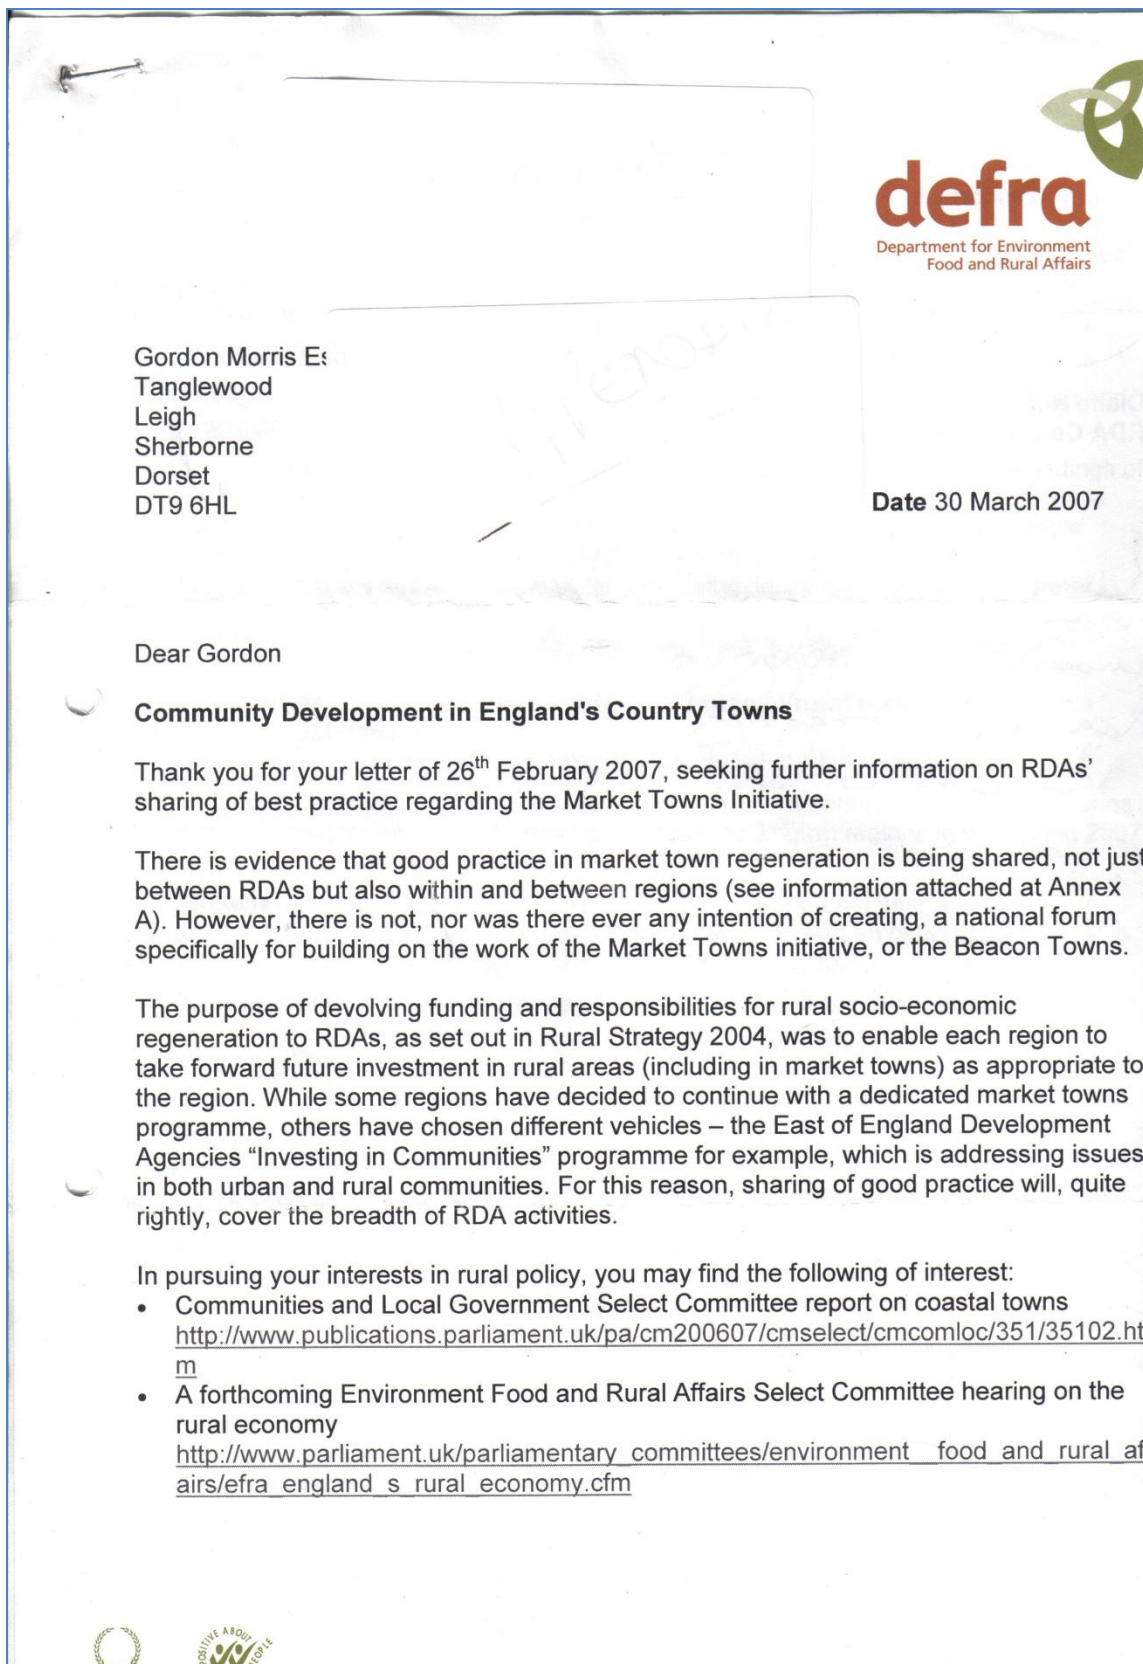 defra
Department for Environment
Food and Rural Affairs
Gordon Morris
Tanglewood
Leigh
Sherborne
Dorset
DT9 6HL
Date 30 March 2007
Dear Gordon
Community Development in England's Country Towns
Thank you for your letter of 26th February 2007, seeking further information on RDAs’
sharing of best practice regarding the Market Towns Initiative.
There is evidence that good practice in market town regeneration is being shared, not just
between RDAs but also within and between regions (see information attached at Annex
A). However, there is not, nor was there ever any intention of creating, a national forum
specifically for building on the work of the Market Towns initiative, or the Beacon Towns.
The purpose of devolving funding and responsibilities for rural socio-economic
regeneration to RDAs, as set out in Rural Strategy 2004, was to enable each region to
take forward future investment in rural areas (including in market towns) as appropriate to
the region. While some regions have decided to continue with a dedicated market towns
programme, others have chosen different vehicles – the East of England Development
Agencies “Investing in Communities” programme for example, which is addressing issues
in both urban and rural communities. For this reason, sharing of good practice will, quite
rightly, cover the breadth of RDA activities.
In pursuing your interests in rural policy, you may find the following of interest:
• Communities and Local Government Select Committee report on coastal towns
http://www.publications.parliament.uk/pa/cm200607/cmselect/cmcomloc/351/35102.ht
m
• A forthcoming Environment Food and Rural Affairs Select Committee hearing on the
rural economy
http://www.parliament.uk/parliamentary_committees/environment__food_and_rural_af
airs/efra_england_s_rural_economy.cfm
POSITIVE ABOUT
PEOPLE